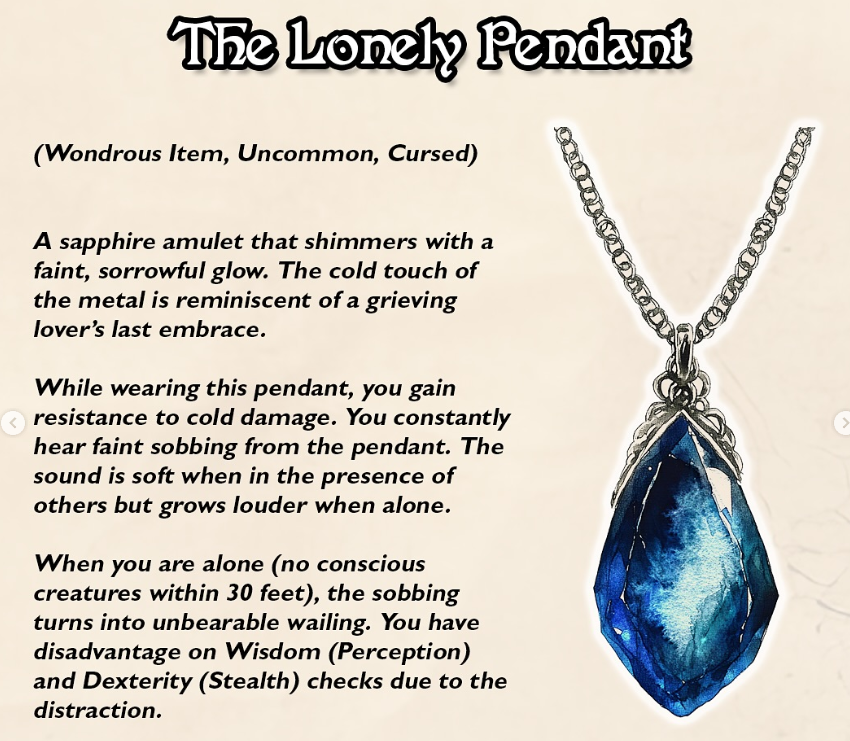 The Lonely Pendant
(Wondrous Item, Uncommon, Cursed)
A sapphire amulet that shimmers with a
faint, sorrowful glow. The cold touch of
the metal is reminiscent of a grieving
lover’s last embrace.
While wearing this pendant, you gain
resistance to cold damage. You constantly
hear faint sobbing from the pendant. The
sound is soft when in the presence of
others but grows louder when alone.
When you are alone (no conscious
creatures within 30 feet), the sobbing
turns into unbearable wailing. You have
disadvantage on Wisdom (Perception)
and Dexterity (Stealth) checks due to the
distraction.